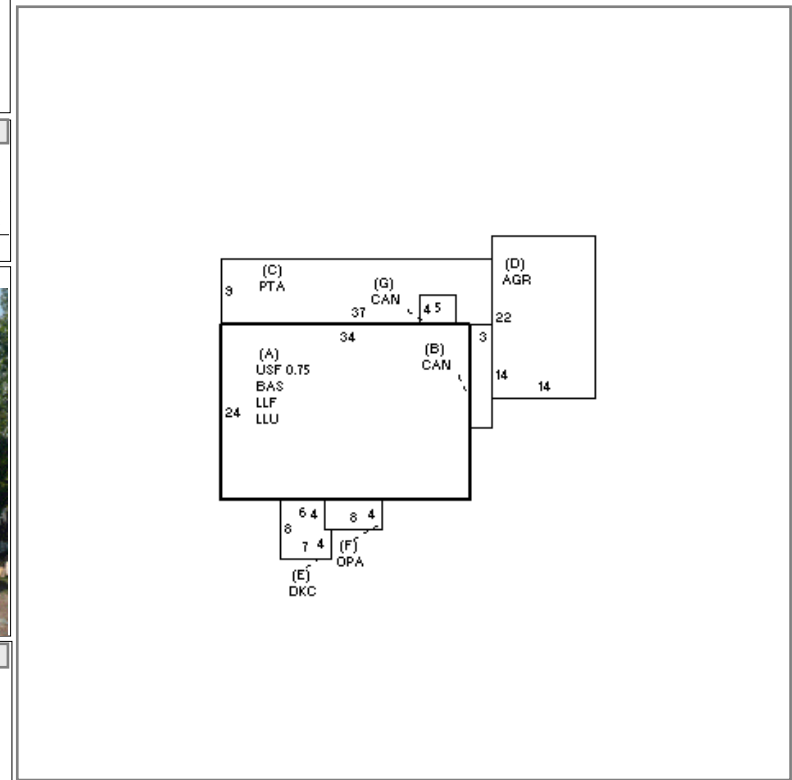 (C)
PTA
9
37
(G)
CAN
4 5
(D)
AGR
22
14
14
34
3
(B)
CAN
(A)
USF 0.75
BAS
LLF
LLU
24
6 4
8
7 4
8 4
(F)
OPA
(E)
DKC